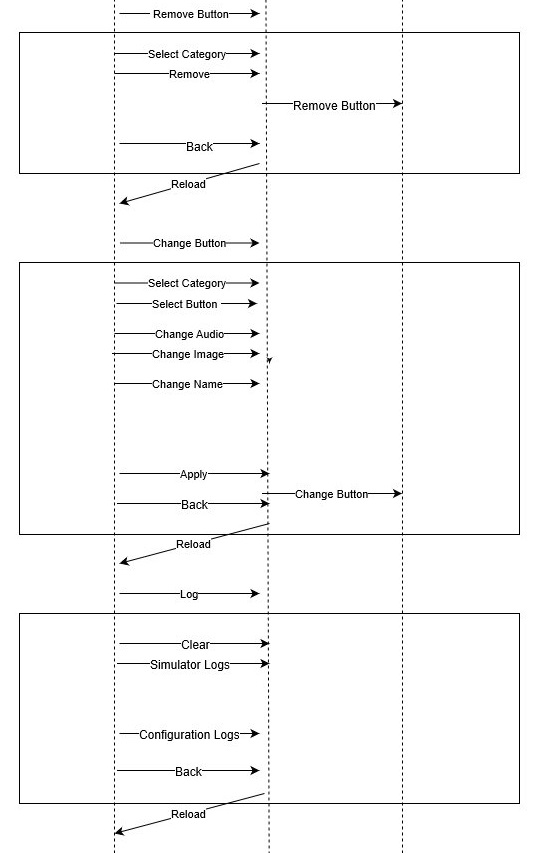 Remove Button
Select Category
Remove
Remove Button
Back
Reload
Change Button
Select Category
Select Button
Change Audio
Change Image
Change Name
Apply
Change Button
Back
Reload
Log
Clear
Simulator Logs
Configuration Logs
Back
Reload